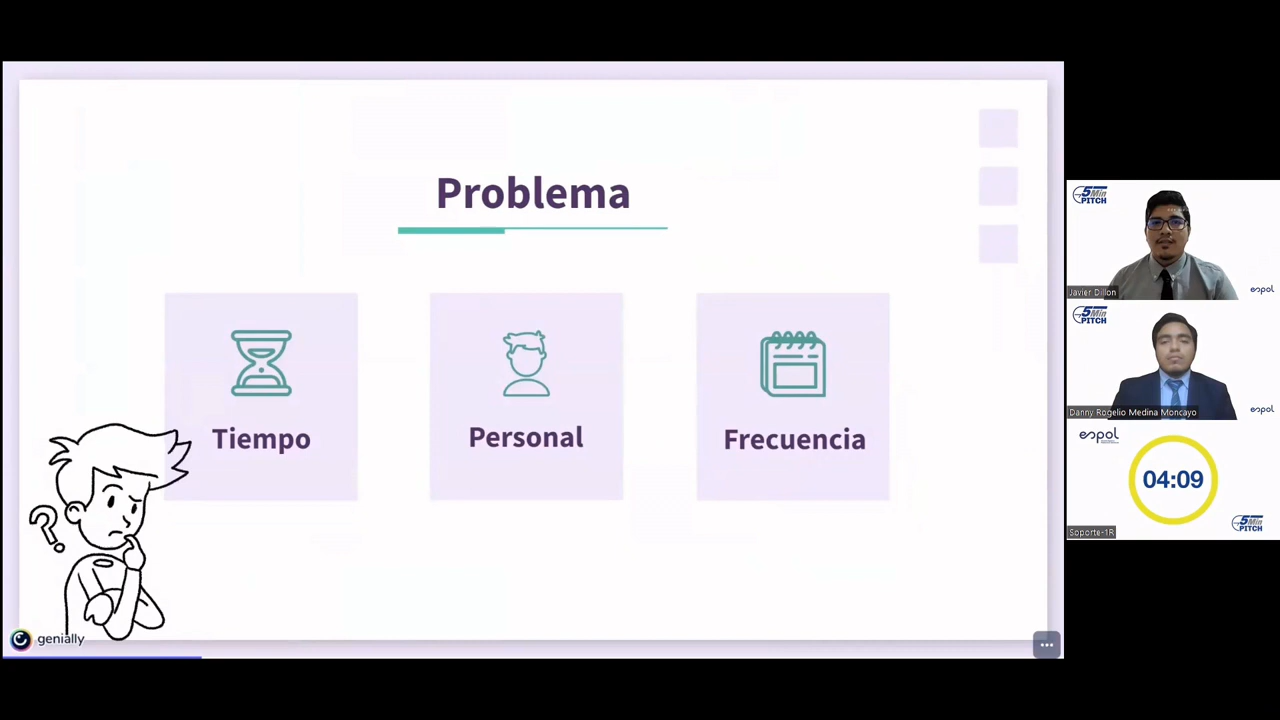 Problema
Tiempo
Personal
Frecuencia
?
genially
5Min
PITCH
Javier Dillon
espol
5Min
PITCH
Danny Rogelio Medina Moncayo
espol
espol
04:09
Soporte-1R
5Min
PITCH